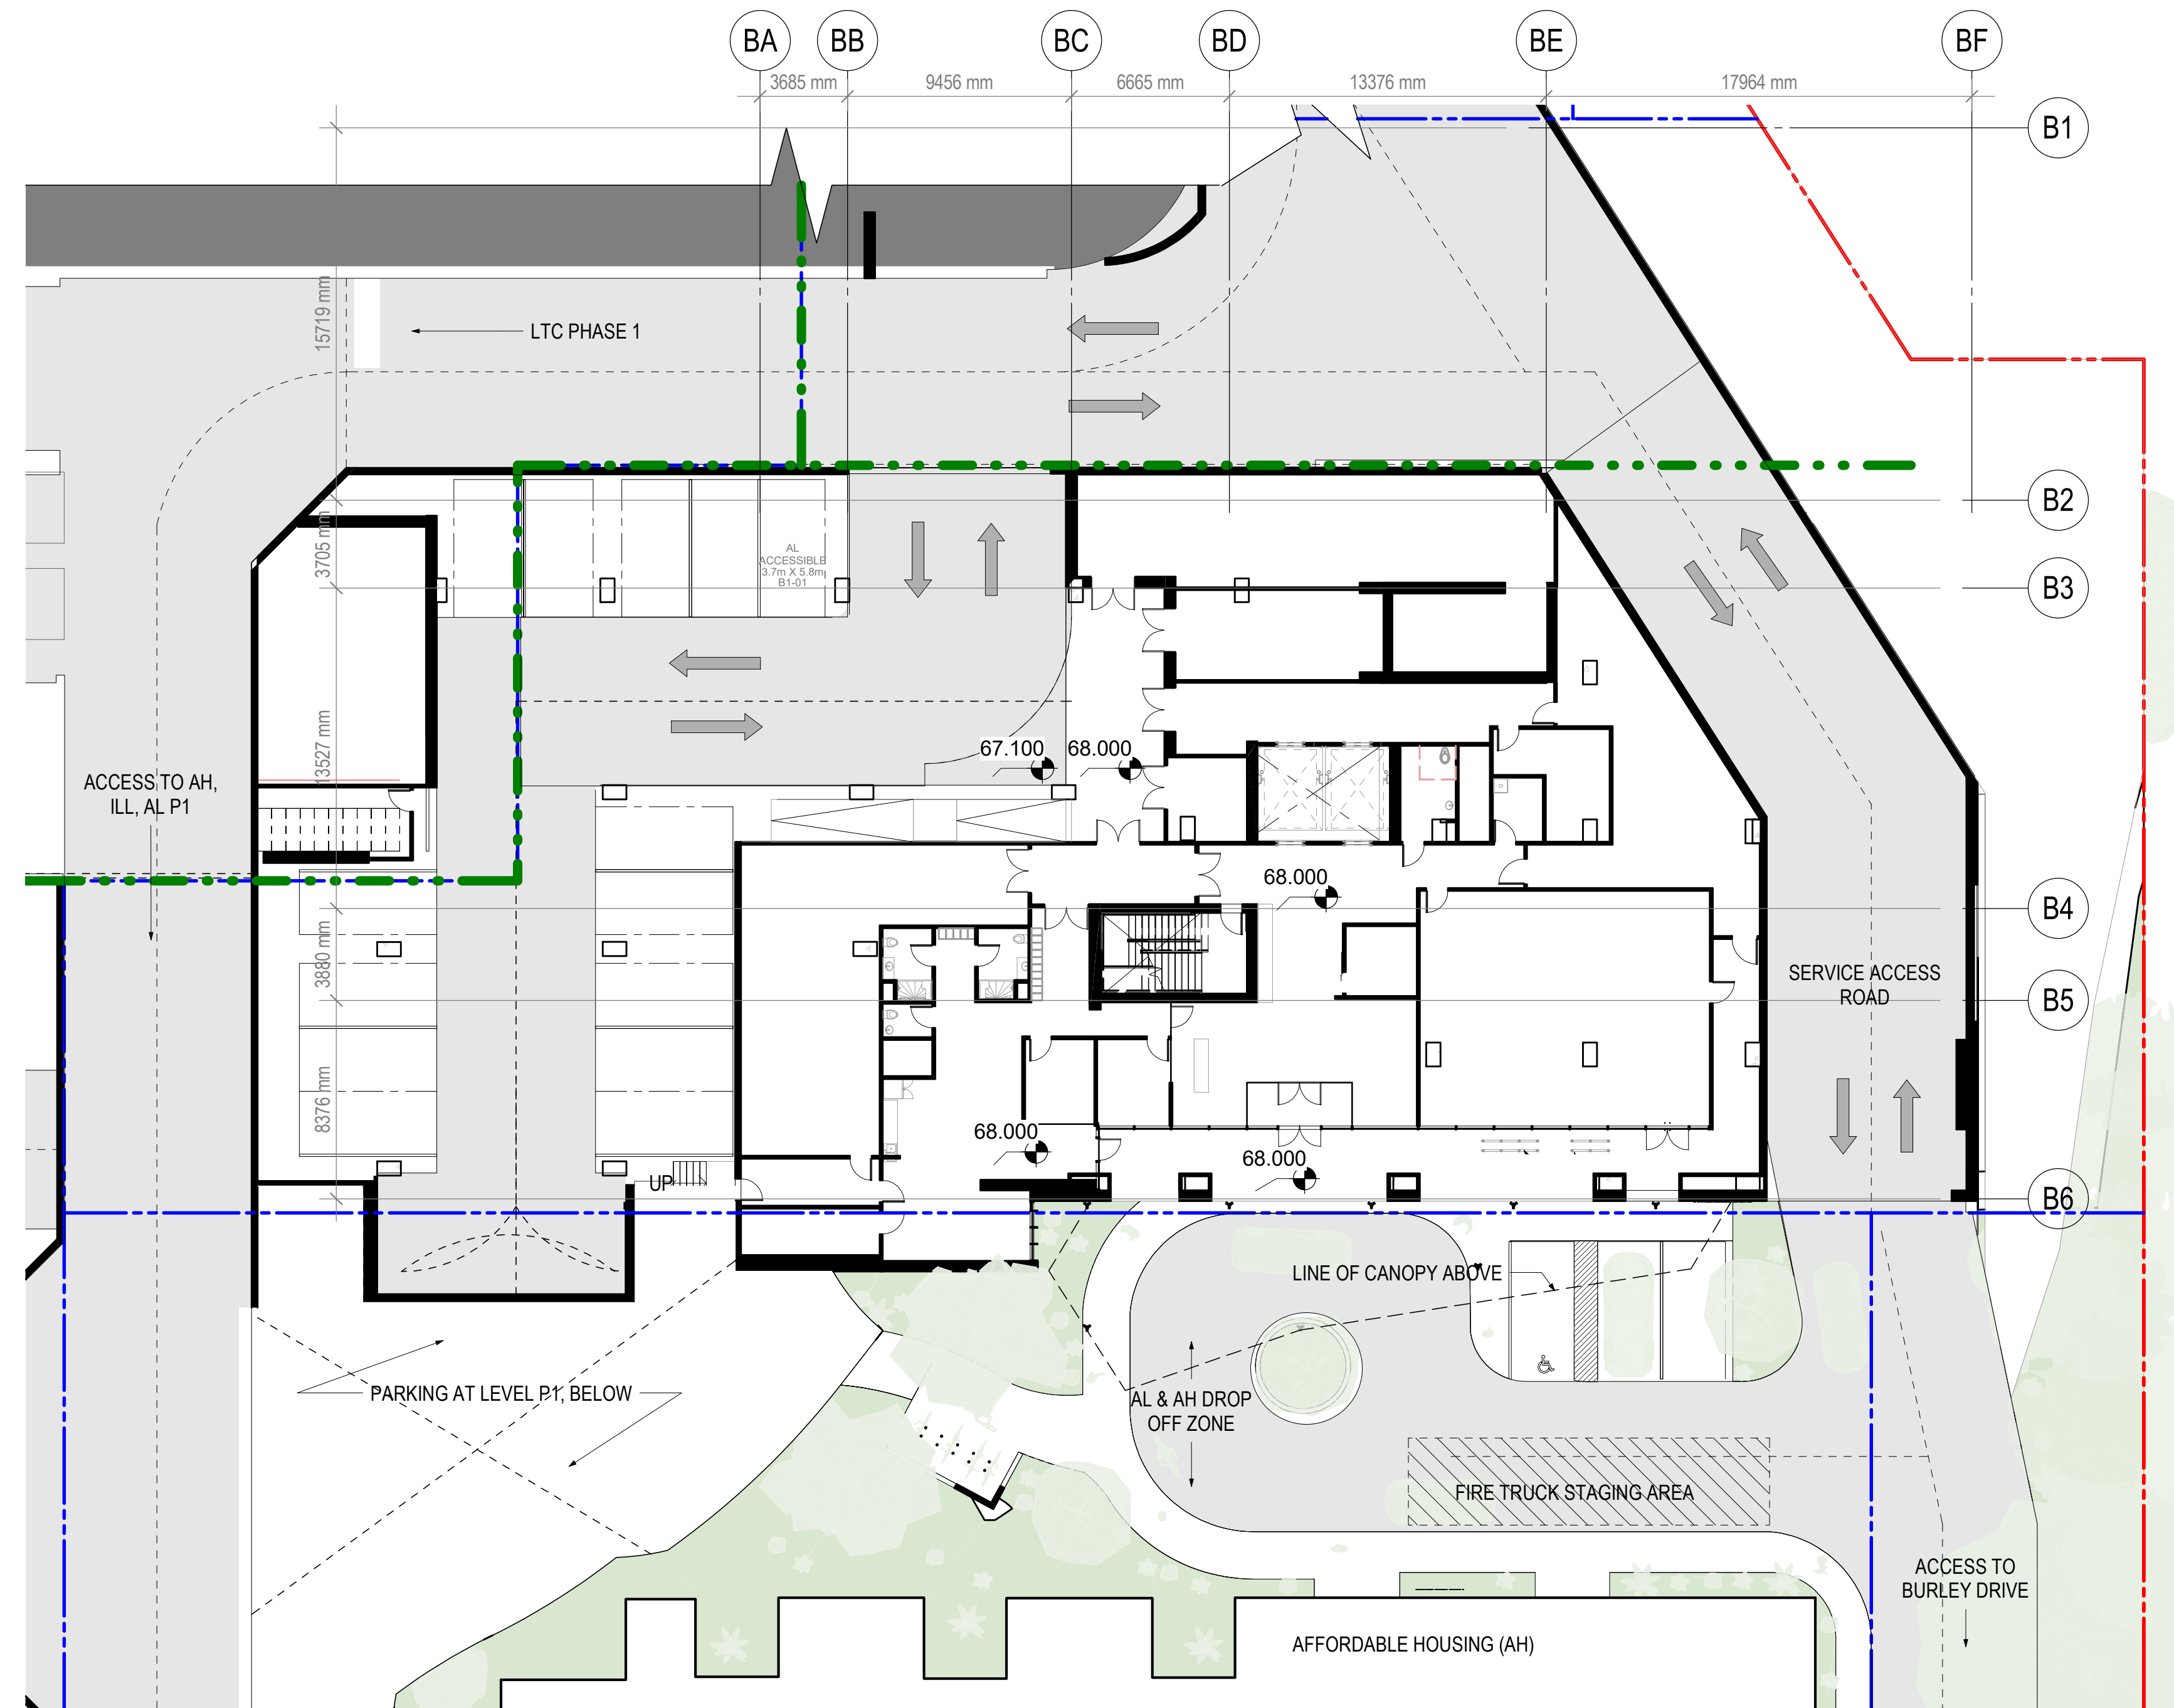 BA
BB
BC
BD
BE
BF
3685 mm
9456 mm
6665 mm
13376 mm
17964 mm
B1
15719 mm
LTC PHASE 1
B2
3705 mm
AL
ACCESSIBLE
3.7m X 5.8m
B1-01
B3
13527 mm
67.100
68.000
ACCESS TO AH,
ILL, AL P1
68.000
B4
3880 mm
SERVICE ACCESS
ROAD
B5
8376 mm
68.000
68.000
UP
B6
LINE OF CANOPY ABOVE
PARKING AT LEVEL P1, BELOW
AL & AH DROP
OFF ZONE
FIRE TRUCK STAGING AREA
ACCESS TO
BURLEY DRIVE
AFFORDABLE HOUSING (AH)